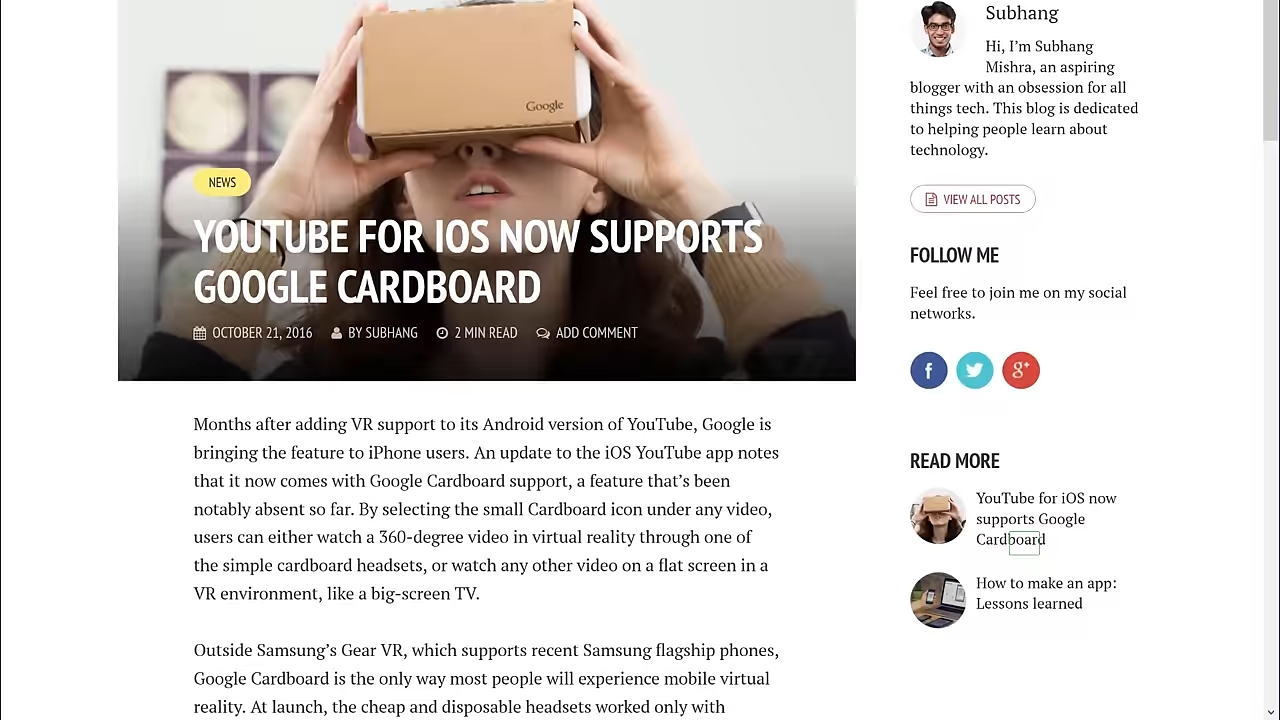 Google
NEWS
YOUTUBE FOR IOS NOW SUPPORTS
GOOGLE CARDBOARD
OCTOBER 21, 2016 BY SUBHANG 2 MIN READ ADD COMMENT
Months after adding VR support to its Android version of YouTube, Google is
bringing the feature to iPhone users. An update to the iOS YouTube app notes
that it now comes with Google Cardboard support, a feature that’s been
notably absent so far. By selecting the small Cardboard icon under any video,
users can either watch a 360-degree video in virtual reality through one of
the simple cardboard headsets, or watch any other video on a flat screen in a
VR environment, like a big-screen TV.
Outside Samsung’s Gear VR, which supports recent Samsung flagship phones,
Google Cardboard is the only way most people will experience mobile virtual
reality. At launch, the cheap and disposable headsets worked only with
Subhang
Hi, I’m Subhang
Mishra, an aspiring
blogger with an obsession for all
things tech. This blog is dedicated
to helping people learn about
technology.
VIEW ALL POSTS
FOLLOW ME
Feel free to join me on my social
networks.
f g+
READ MORE
YouTube for iOS now
supports Google
Cardboard
How to make an app:
Lessons learned